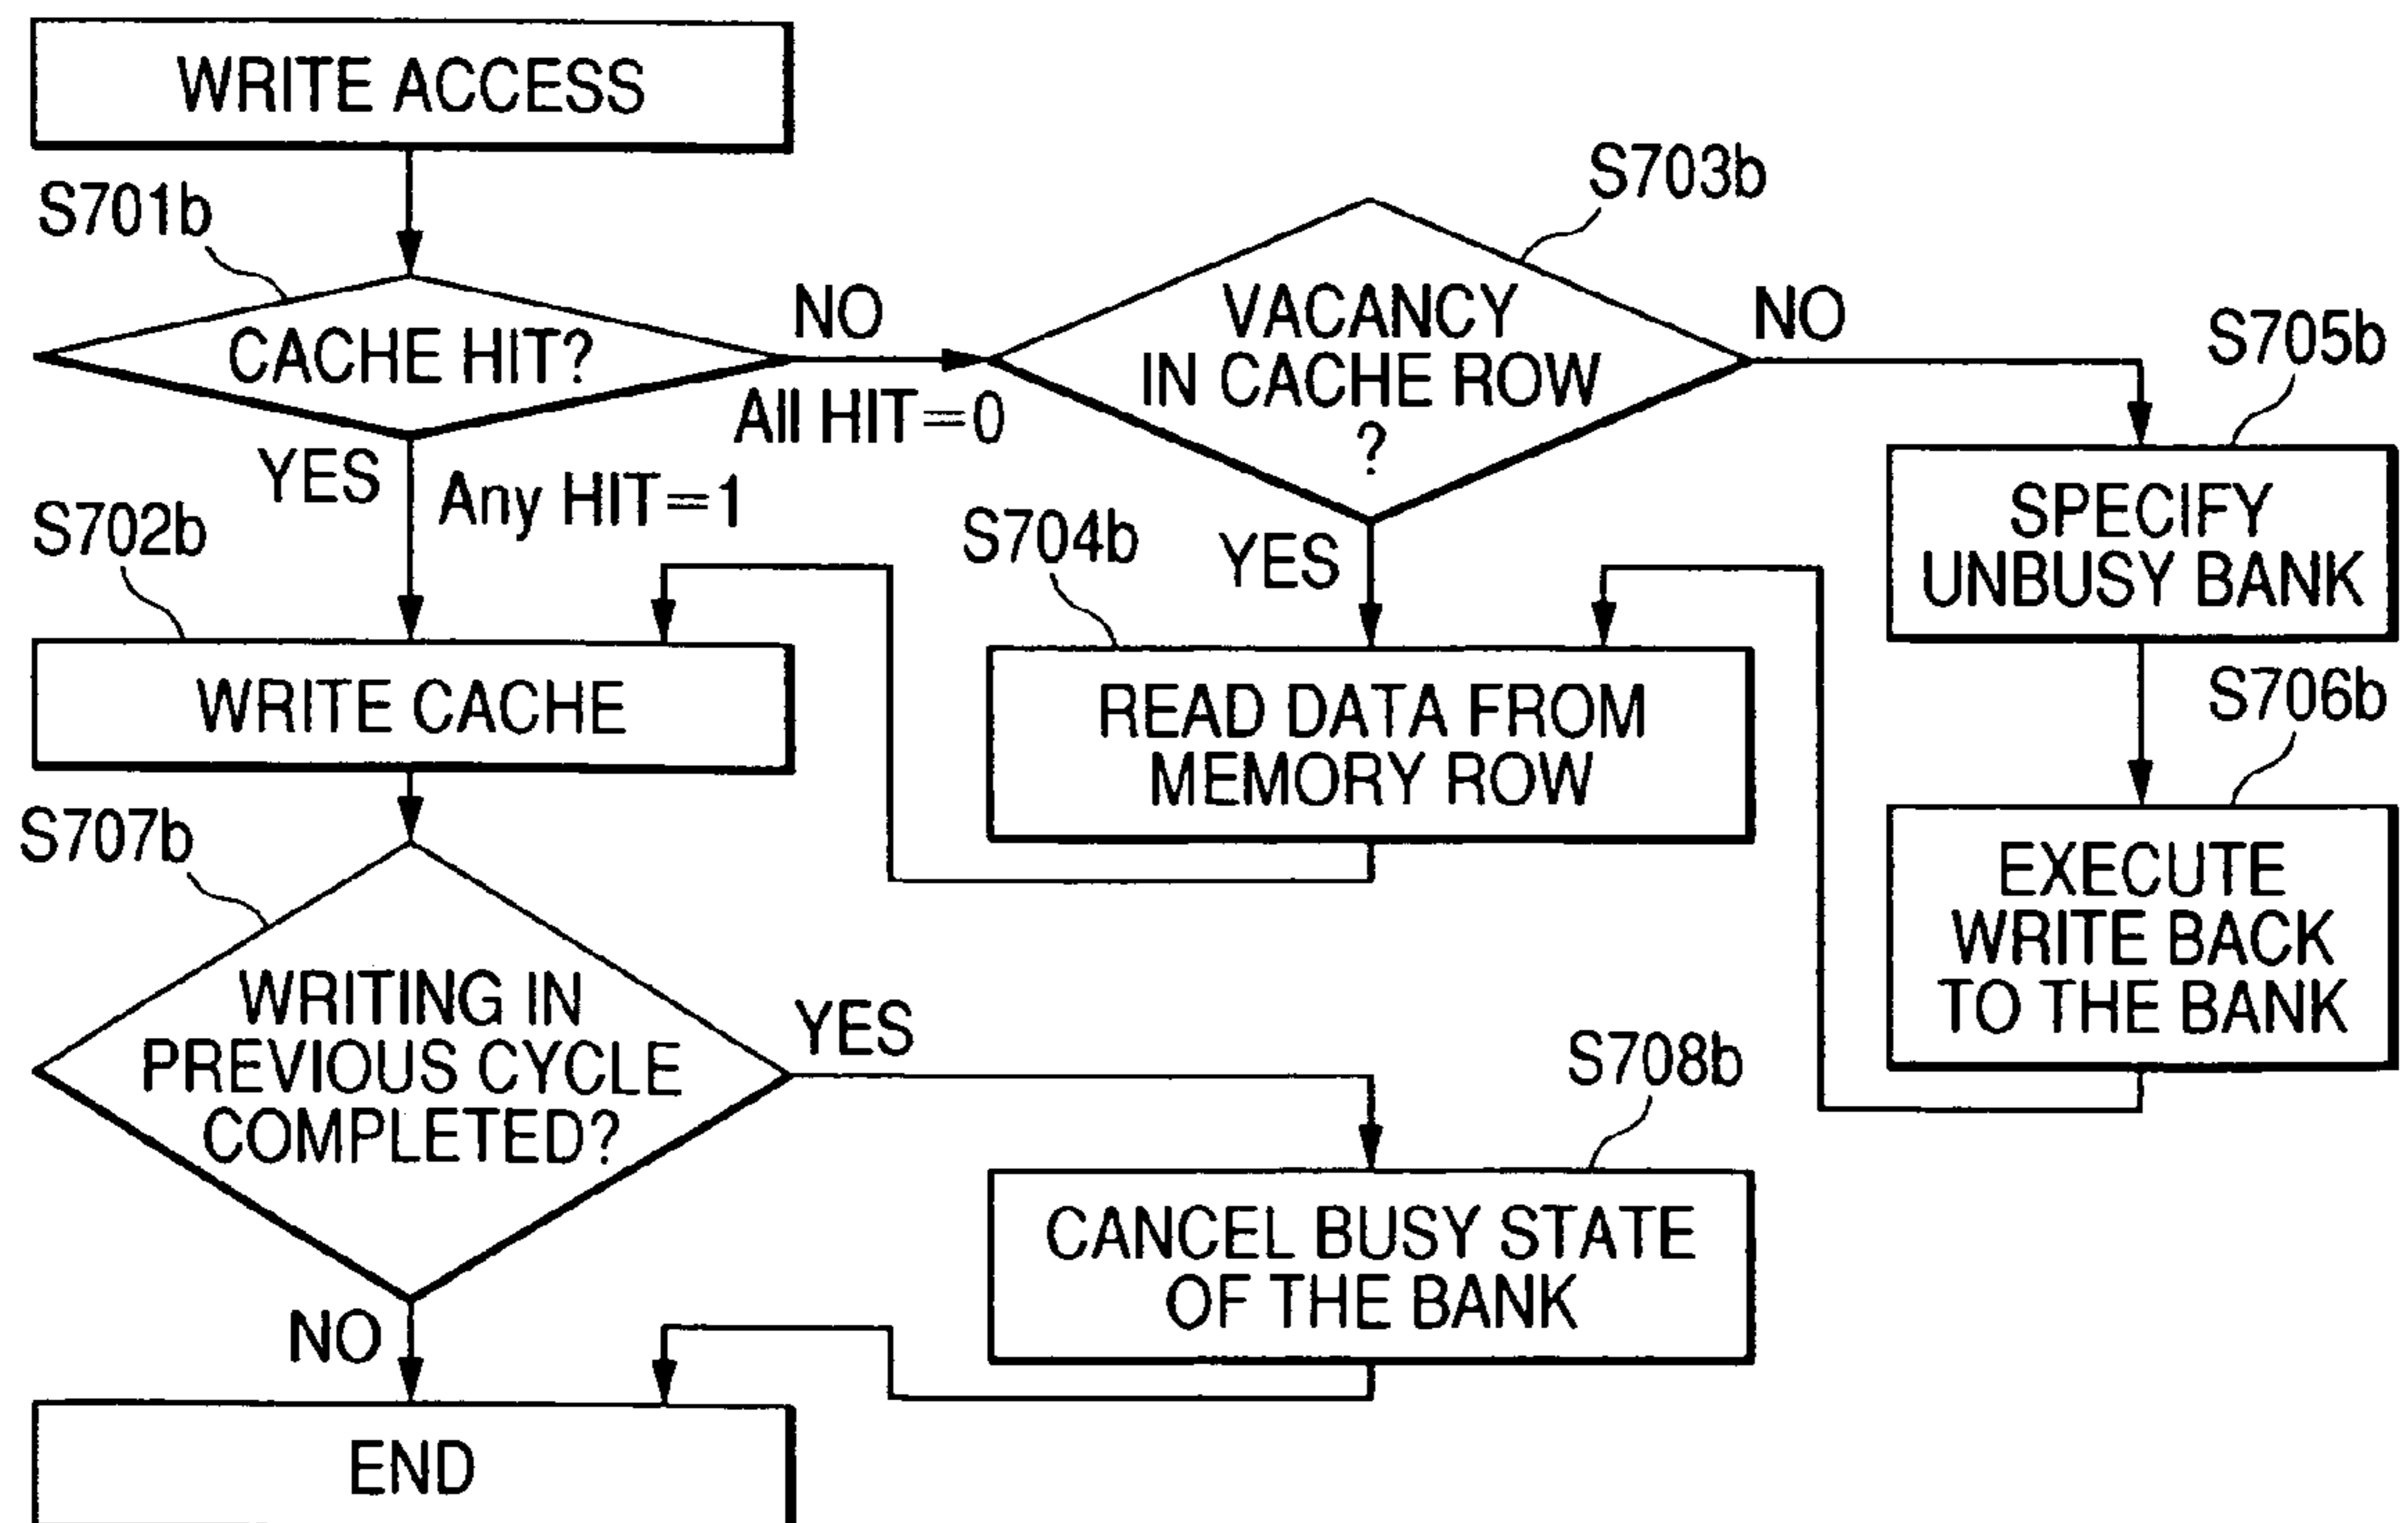 WRITE ACCESS
S701b
CACHE HIT?
NO
All HIT=0
YES
Any HIT=1
S703b
VACANCY
IN CACHE ROW
?
NO
YES
S705b
SPECIFY
UNBUSY BANK
S702b
WRITE CACHE
S704b
READ DATA FROM
MEMORY ROW
S706b
EXECUTE
WRITE BACK
TO THE BANK
S707b
WRITING IN
PREVIOUS CYCLE
COMPLETED?
YES
NO
S708b
CANCEL BUSY STATE
OF THE BANK
END